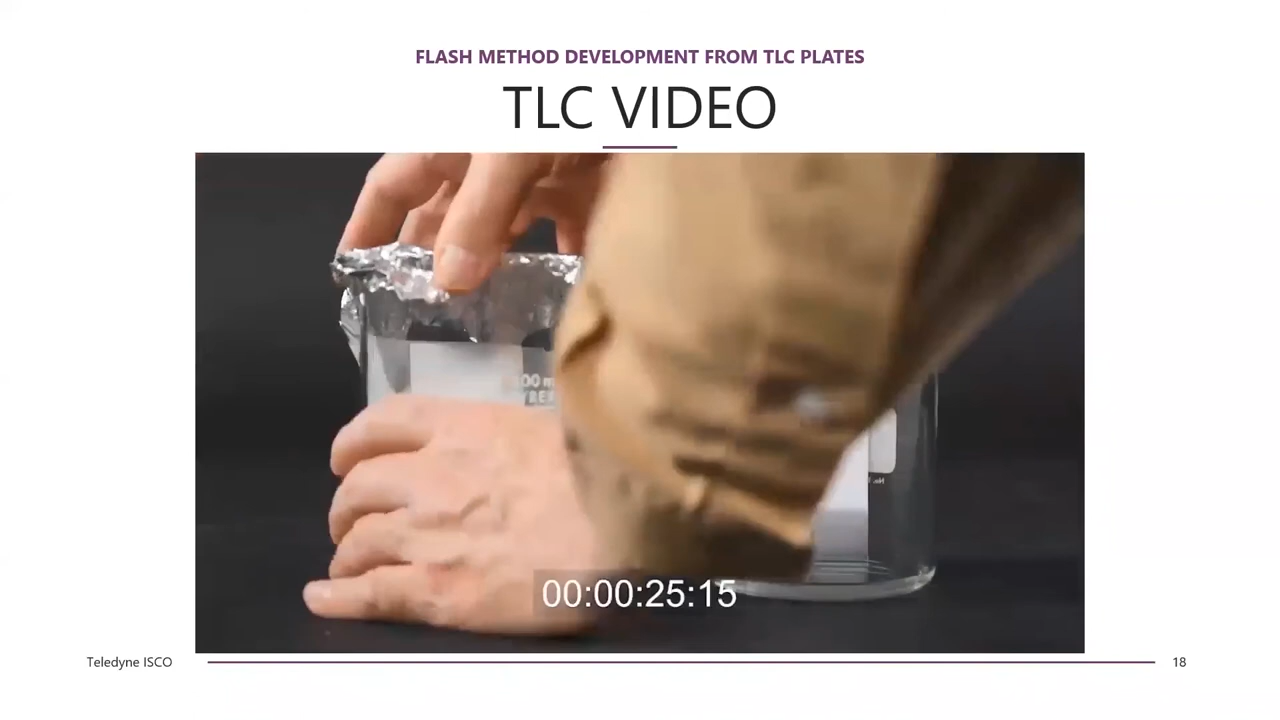 FLASH METHOD DEVELOPMENT FROM TLC PLATES
TLC VIDEO
00:00:25:15
Teledyne ISCO
18